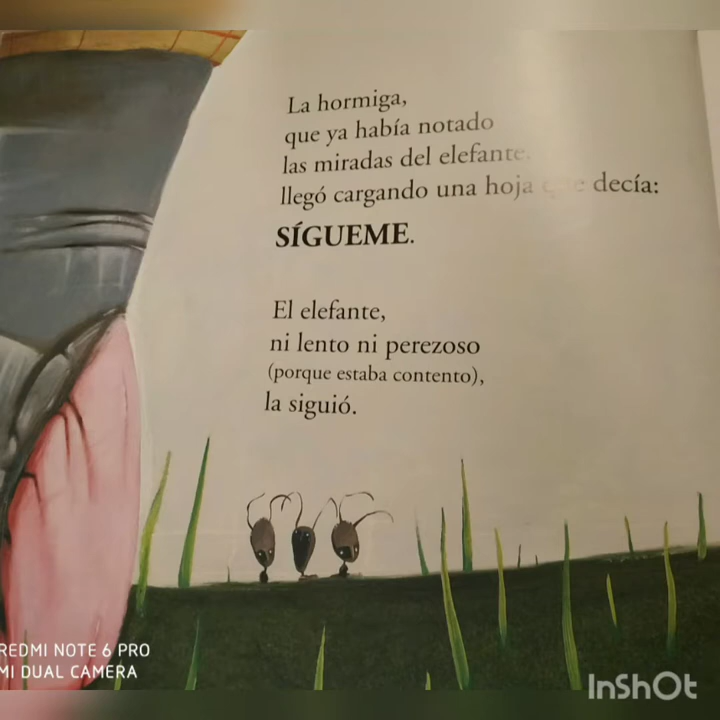 La hormiga,
que ya había notado
las miradas del elefante,
llegó cargando una hoja que decía:
SÍGUEME.
El elefante,
ni lento ni perezoso
(porque estaba contento),
la siguió.
REDMI NOTE 6 PRO
MI DUAL CAMERA
InShOt